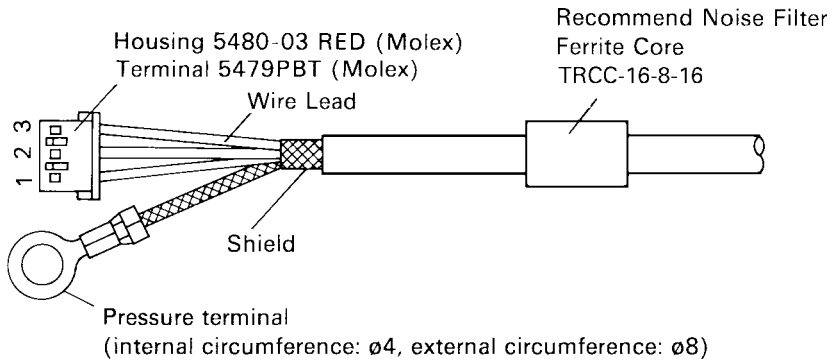 Recommend Noise Filter
Ferrite Core
TRCC-16-8-16
Housing 5480-03 RED (Molex)
Terminal 5479PBT (Molex)
Wire Lead
3
2
1
Shield
Pressure terminal
(internal circumference: ø4, external circumference: ø8)